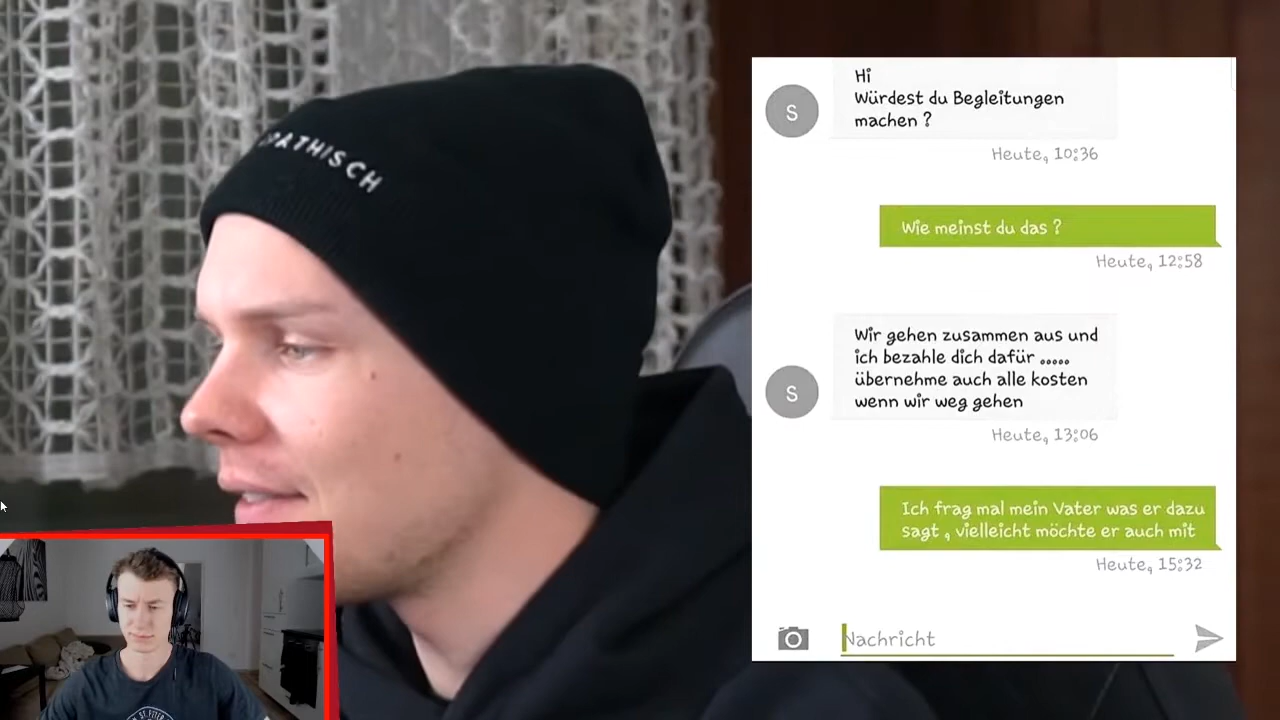 PATHISCH
Hi
Würdest du Begleitungen
machen ?
S
Heute, 10:36
Wie meinst du das ?
Heute, 12:58
Wir gehen zusammen aus und
ich bezahle dich dafür .....
übernehme auch alle kosten
wenn wir weg gehen
S
Heute, 13:06
Ich frag mal mein Vater was er dazu
sagt , vielleicht möchte er auch mit
Heute, 15:32
Nachricht